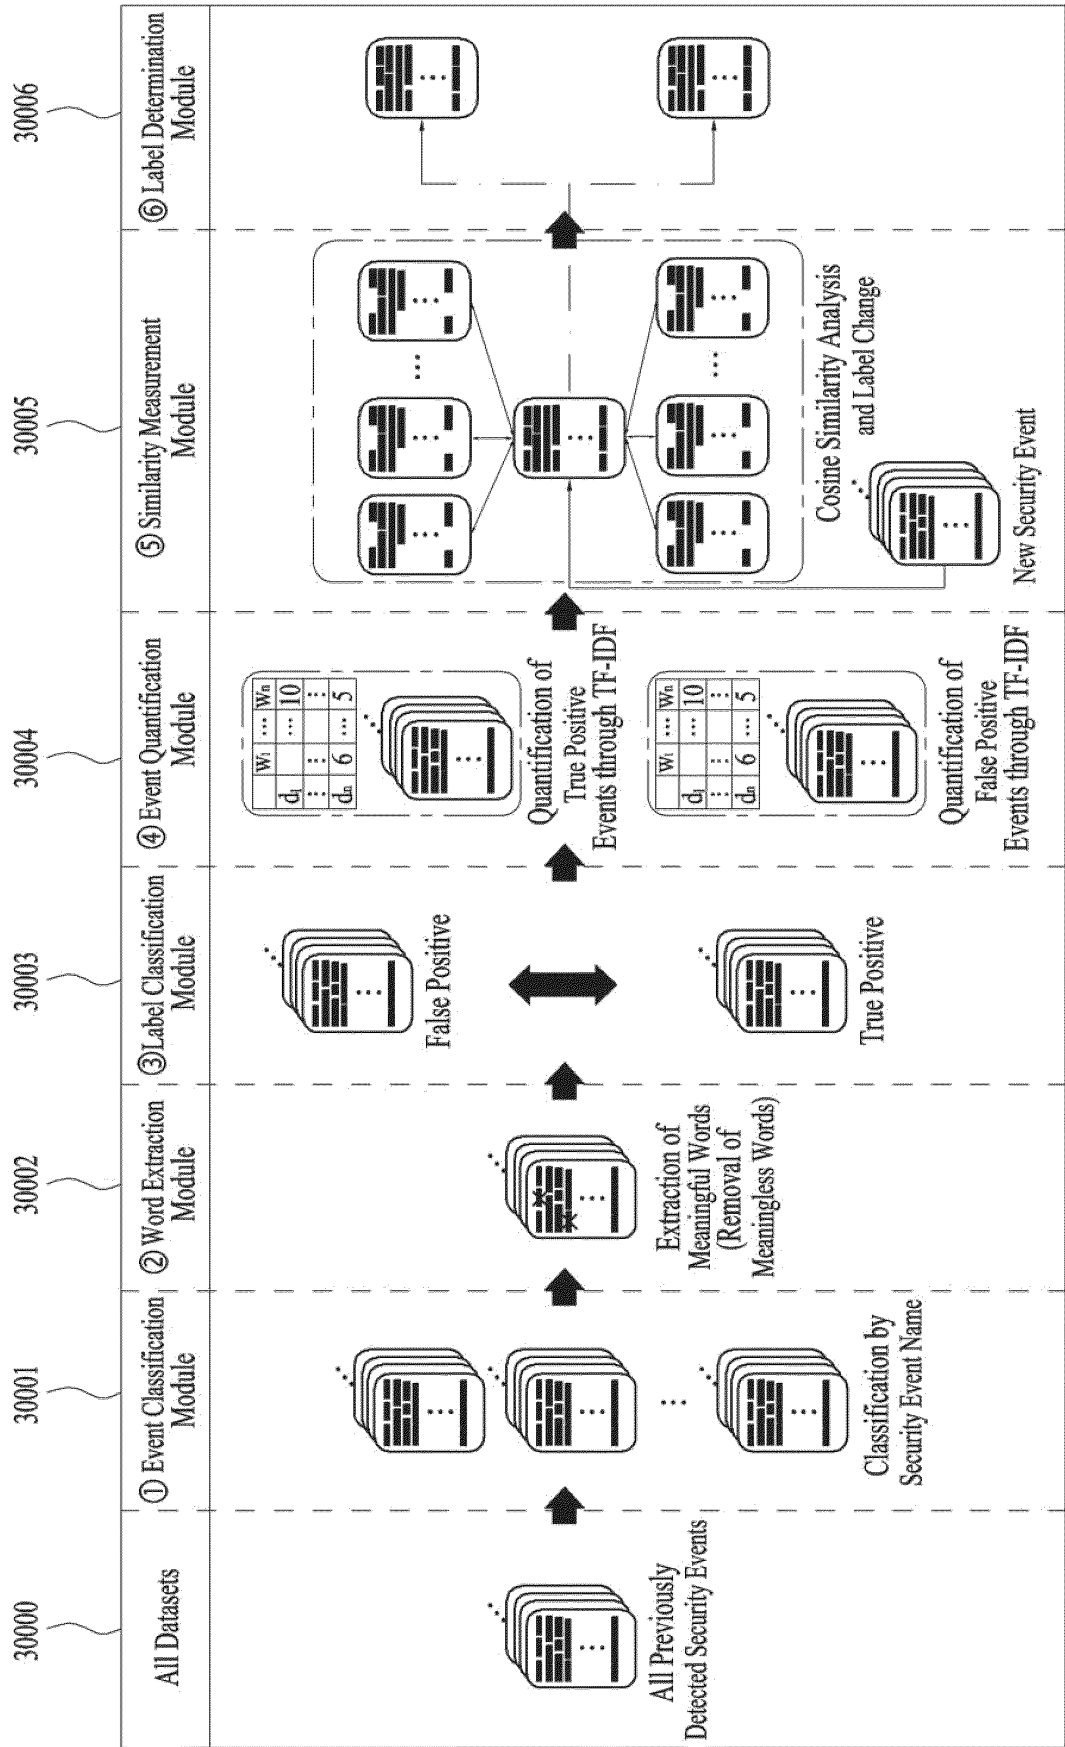 30000
30001
30002
30003
30004
30005
30006
All Datasets
① Event Classification
Module
② Word Extraction
Module
③ Label Classification
Module
④ Event Quantification
Module
⑤ Similarity Measurement
Module
⑥ Label Determination
Module
All Previously
Detected Security Events
Classification by
Security Event Name
Extraction of
Meaningful Words
(Removal of
Meaningless Words)
False Positive
True Positive
W1 ... Wn
d1 ... 10
dn 6 ... 5
Quantification of
True Positive
Events through TF-IDF
W1 ... Wn
d1 ... 10
dn 6 ... 5
Quantification of
False Positive
Events through TF-IDF
Cosine Similarity Analysis
and Label Change
New Security Event